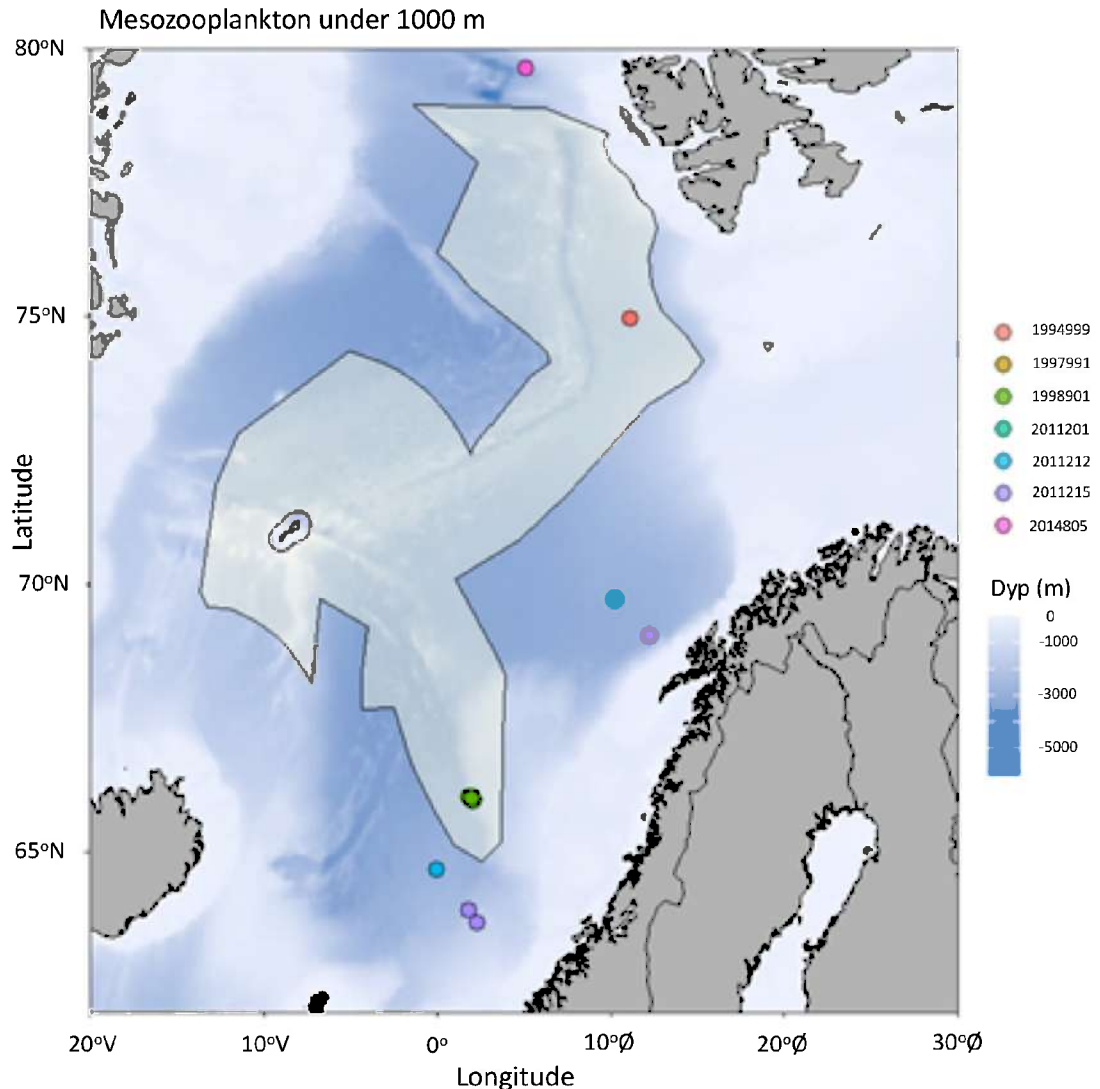 Mesozooplankton under 1000 m
80°N
75°N
70°N
65°N
Latitude
20°V
10°V
0°
10°Ø
20°Ø
30°Ø
Longitude
1994999
1997991
1998901
2011201
2011212
2011215
2014805
Dyp (m)
0
-1000
-3000
-5000